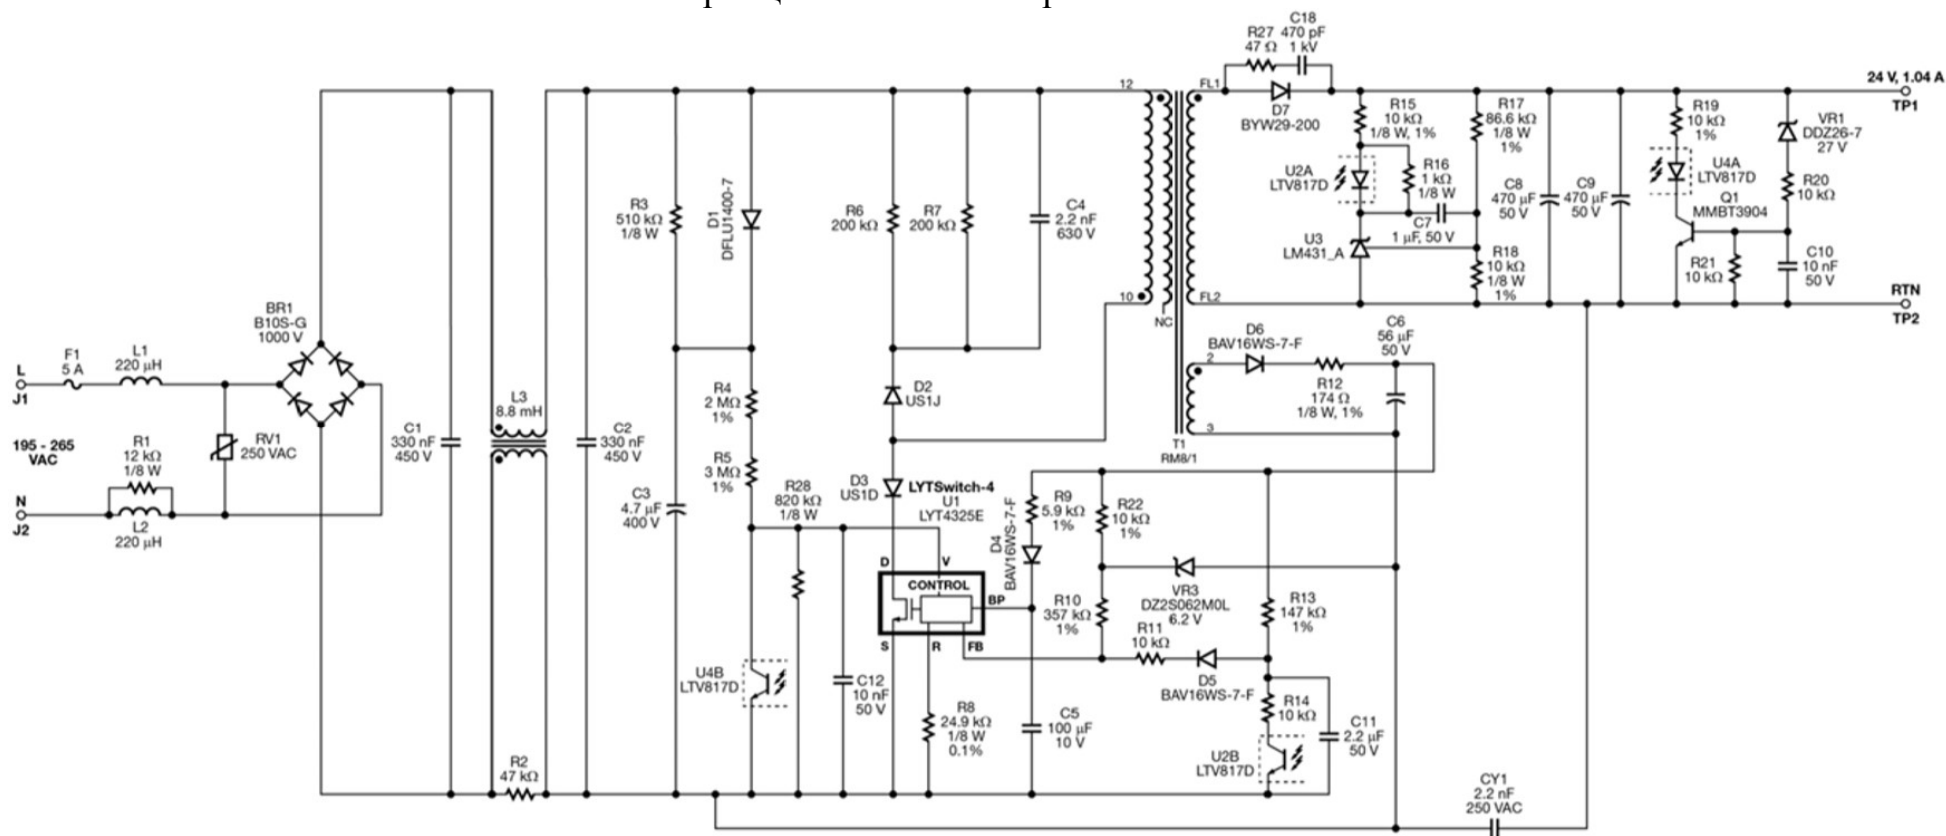 C18
R27 470 pF
47 Ω 1 kV
D7
BYW29-200
12
FL1
10
FL2
NC
24 V, 1.04 A
TP1
RTN
TP2
R15
10 kΩ
1/8 W, 1%
R17
86.6 kΩ
1/8 W
1%
R19
10 kΩ
1%
VR1
DDZ26-7
27 V
U2A
LTV817D
R16
1 kΩ
1/8 W
C8
470 µF
50 V
C9
470 µF
50 V
U4A
LTV817D
R20
10 kΩ
Q1
MMBT3904
C7
1 µF, 50 V
U3
LM431_A
R18
10 kΩ
1/8 W
1%
R21
10 kΩ
C10
10 nF
50 V
R3
510 kΩ
1/8 W
D1
DFLU1400-7
R6
200 kΩ
R7
200 kΩ
C4
2.2 nF
630 V
BR1
B10S-G
1000 V
L
J1
F1
5 A
L1
220 µH
195 - 265
VAC
R1
12 kΩ
1/8 W
N
J2
L2
220 µH
RV1
250 VAC
C1
330 nF
450 V
L3
8.8 mH
C2
330 nF
450 V
R2
47 kΩ
R4
2 MΩ
1%
R5
3 MΩ
1%
C3
4.7 µF
400 V
R28
820 kΩ
1/8 W
D2
US1J
D3
US1D
LYTSwitch-4
U1
LYT4325E
D
V
CONTROL
BP
S
R
FB
U4B
LTV817D
C12
10 nF
50 V
R8
24.9 kΩ
1/8 W
0.1%
C5
100 µF
10 V
D4
BAV16WS-7-F
R9
5.9 kΩ
1%
R22
10 kΩ
1%
R10
357 kΩ
1%
VR3
DZ2S062M0L
6.2 V
R11
10 kΩ
D5
BAV16WS-7-F
R13
147 kΩ
1%
R14
10 kΩ
U2B
LTV817D
C11
2.2 µF
50 V
2
3
T1
RM8/1
D6
BAV16WS-7-F
R12
174 Ω
1/8 W, 1%
C6
56 µF
50 V
CY1
2.2 nF
250 VAC